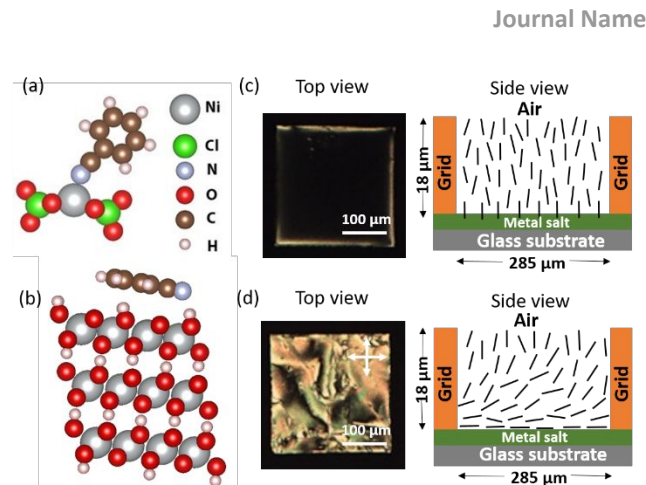 Journal Name
(a)
Ni
Cl
N
O
C
H
(b)
(c)
Top view
100 µm
Side view
Air
18 µm
Grid
Grid
Metal salt
Glass substrate
285 µm
(d)
Top view
100 µm
Side view
Air
18 µm
Grid
Grid
Metal salt
Glass substrate
285 µm